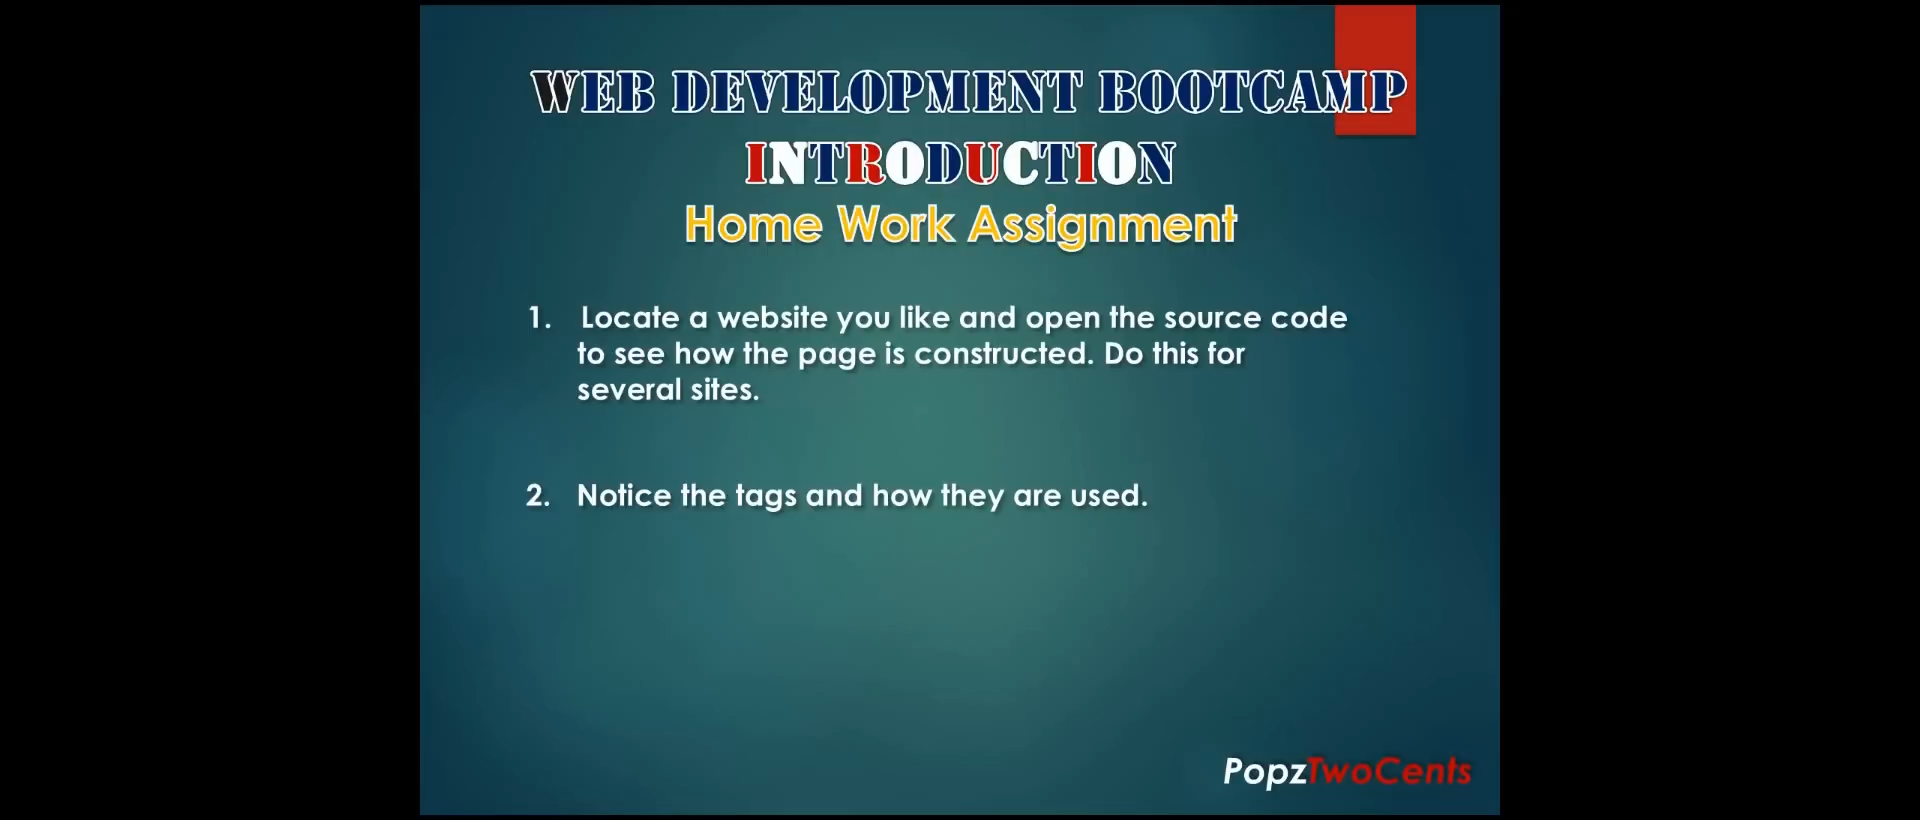 WEB DEVELOPMENT BOOTCAMP
INTRODUCTION
Home Work Assignment
1. Locate a website you like and open the source code
to see how the page is constructed. Do this for
several sites.
2. Notice the tags and how they are used.
PopzTwoCents